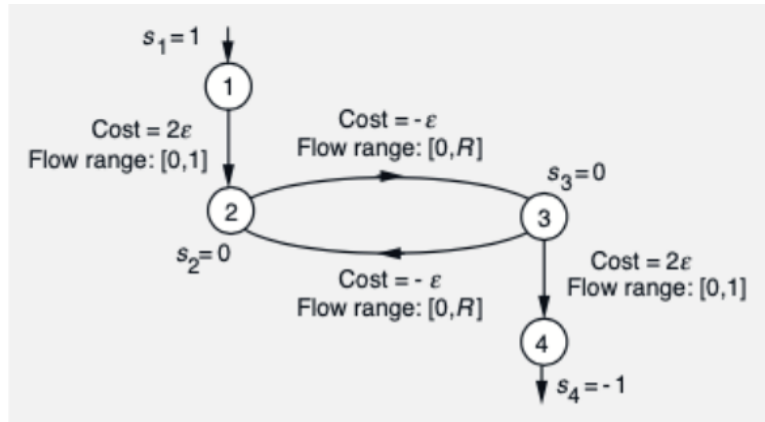 s₁=1
1
Cost = 2ε
Flow range: [0,1]
Cost = -ε
Flow range: [0,R]
s₃=0
2
3
s₂=0
Cost = - ε
Flow range: [0,R]
Cost = 2ε
Flow range: [0,1]
4
s₄=-1